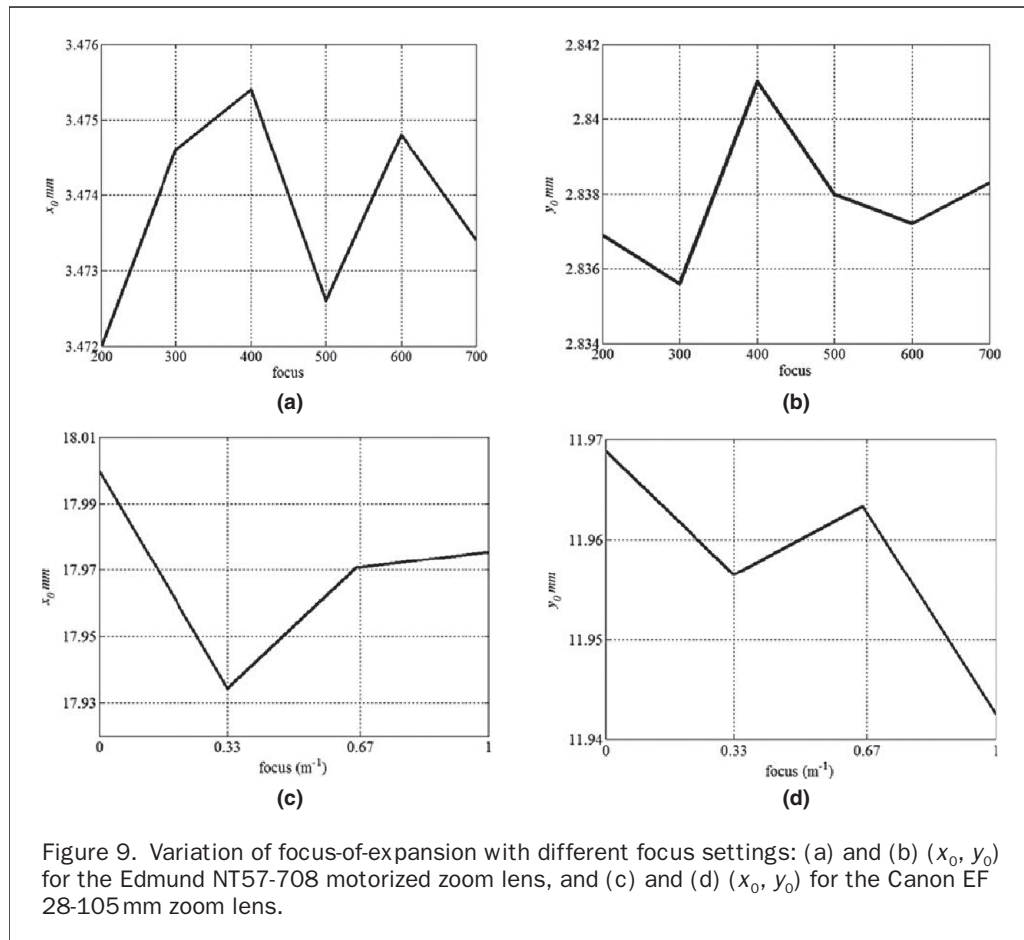 3.476
3.475
3.474
3.473
3.472
x₀ mm
200 300 400 500 600 700
focus
(a)
2.842
2.84
2.838
2.836
2.834
y₀ mm
200 300 400 500 600 700
focus
(b)
18.01
17.99
17.97
17.95
17.93
x₀ mm
0 0.33 0.67 1
focus (m⁻¹)
(c)
11.97
11.96
11.95
11.94
y₀ mm
0 0.33 0.67 1
focus (m⁻¹)
(d)
Figure 9. Variation of focus-of-expansion with different focus settings: (a) and (b) (x₀, y₀)
for the Edmund NT57-708 motorized zoom lens, and (c) and (d) (x₀, y₀) for the Canon EF
28-105 mm zoom lens.